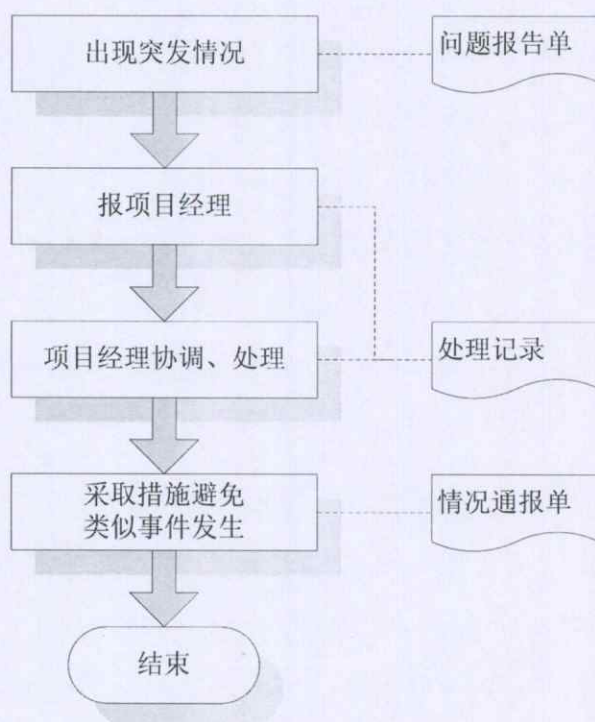 出现突发情况
问题报告单
报项目经理
项目经理协调、处理
处理记录
采取措施避免
类似事件发生
情况通报单
结束